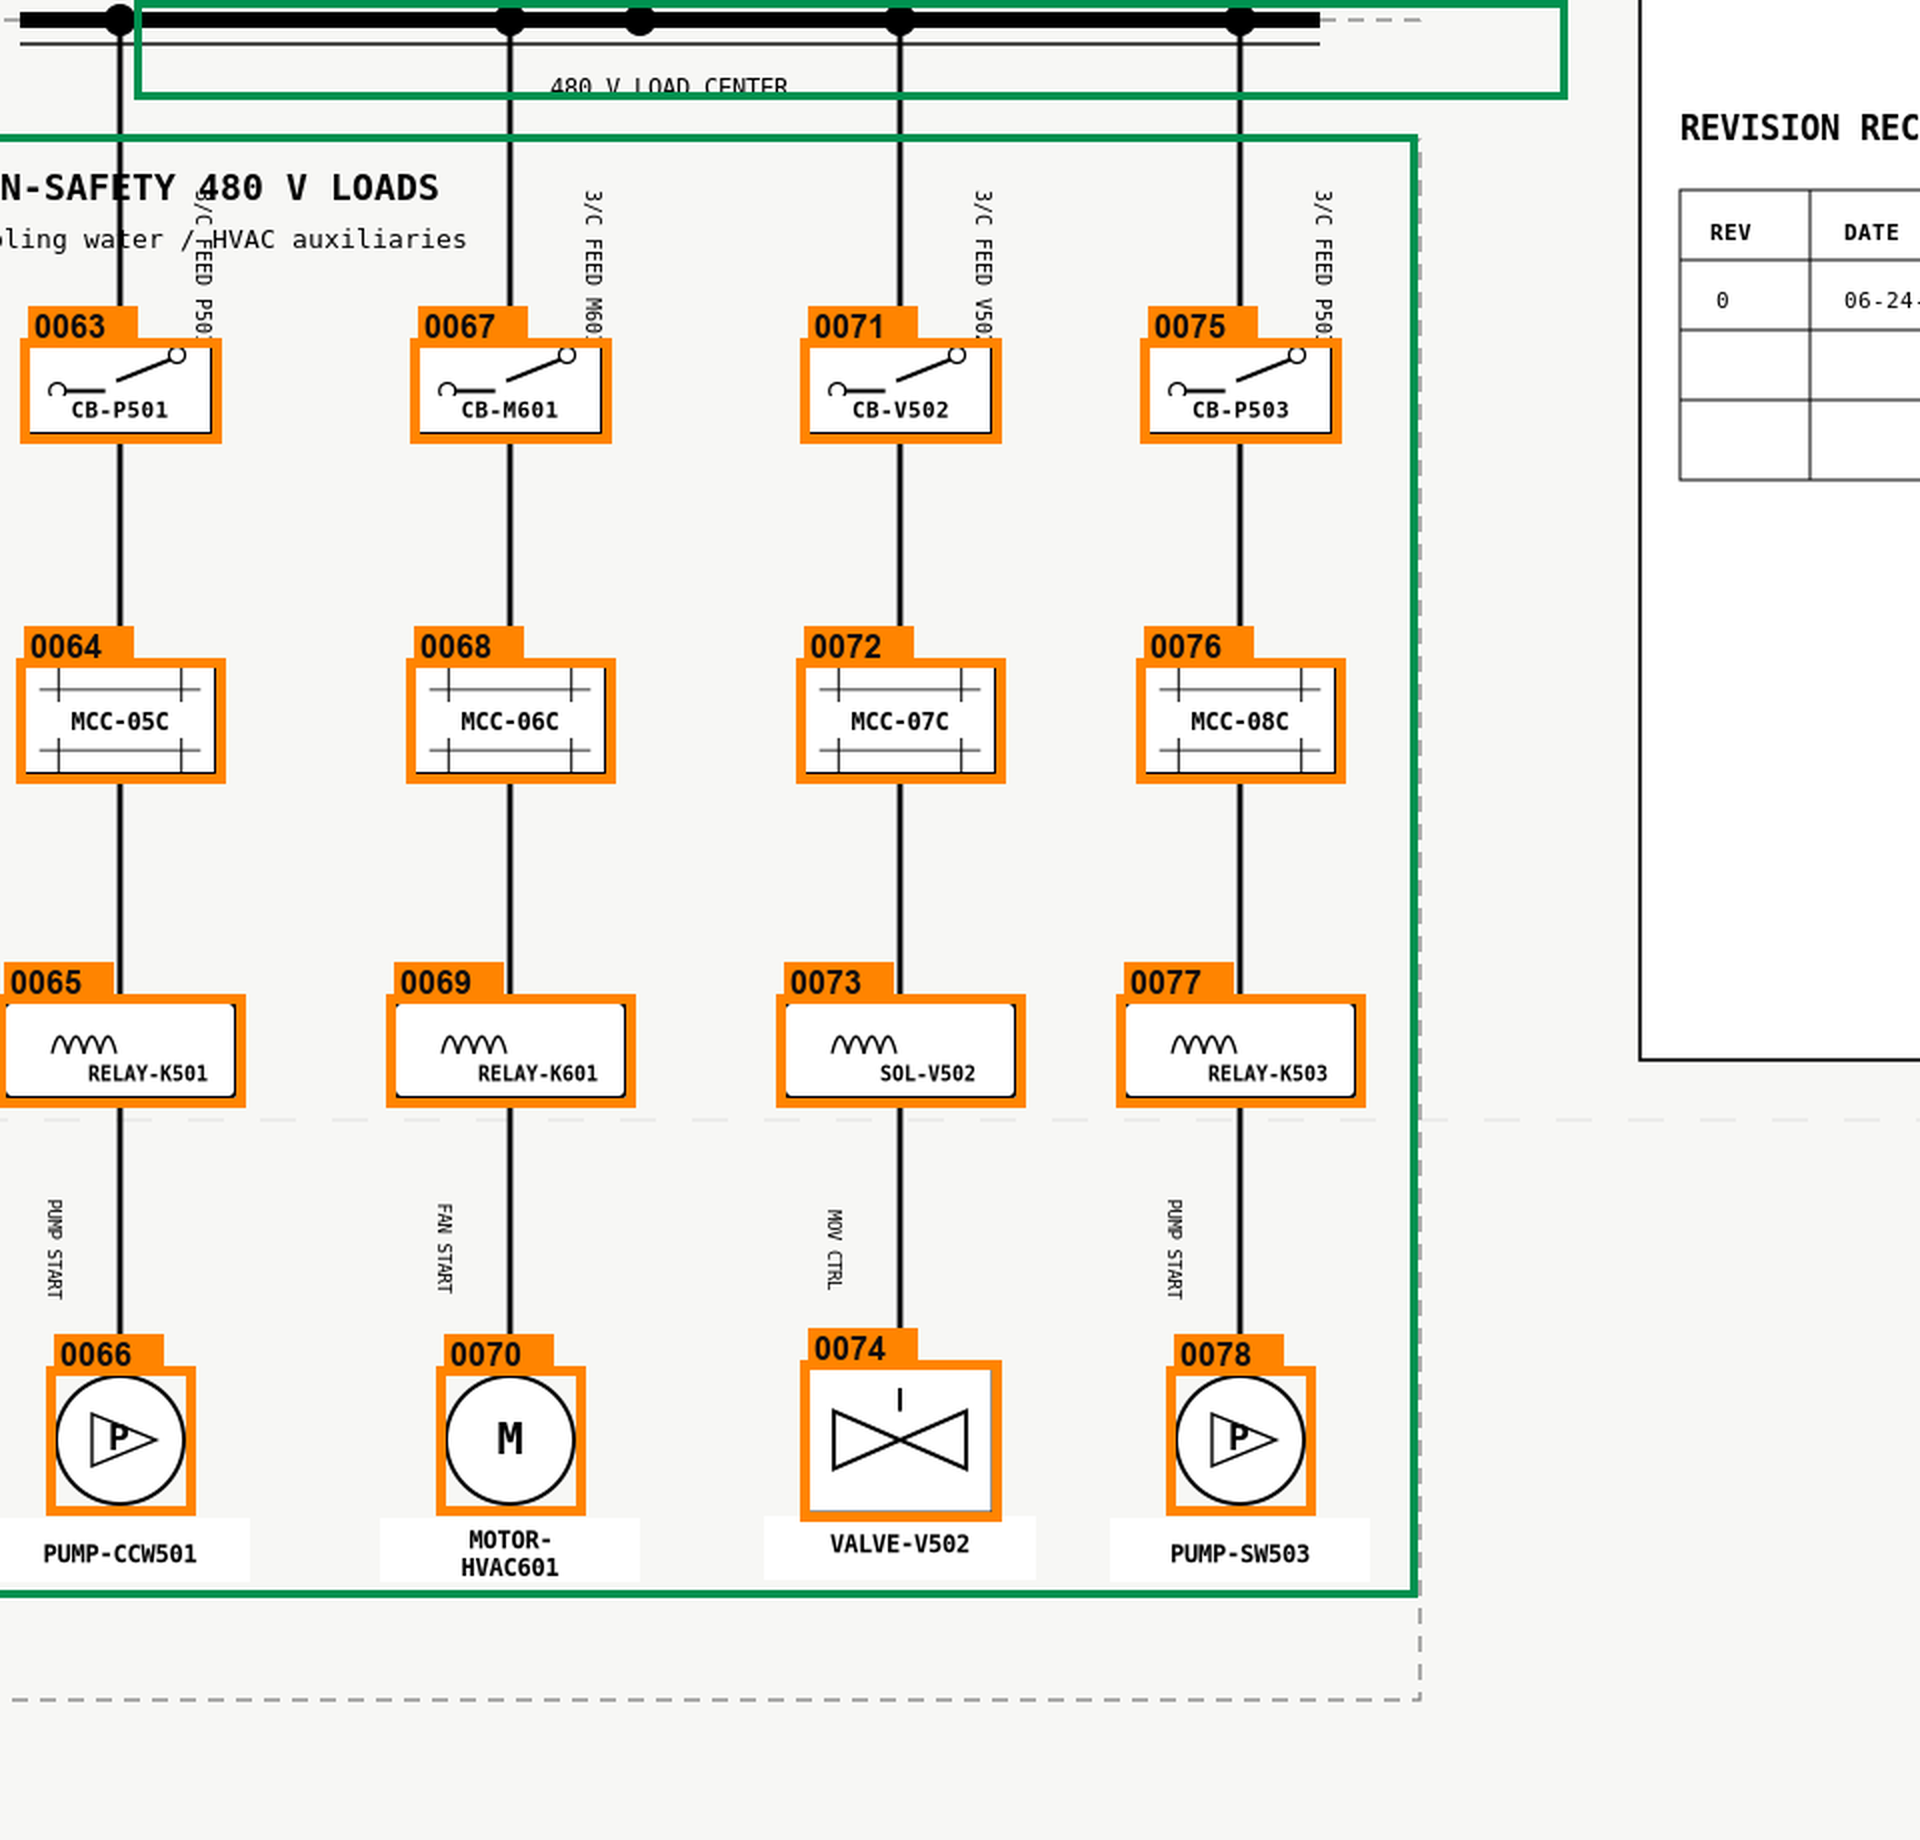 480 V LOAD CENTER
REVISION REC
N-SAFETY 480 V LOADS
oling water / HVAC auxiliaries
REV DATE
0 06-24-
3/C FEED P50
3/C FEED M60
3/C FEED V50
3/C FEED P50
0063 0067 0071 0075
CB-P501 CB-M601 CB-V502 CB-P503
0064 0068 0072 0076
MCC-05C MCC-06C MCC-07C MCC-08C
0065 0069 0073 0077
RELAY-K501 RELAY-K601 SOL-V502 RELAY-K503
PUMP START
FAN START
MOV CTRL
PUMP START
0066 0070 0074 0078
P M P
PUMP-CCW501
MOTOR-
HVAC601
VALVE-V502
PUMP-SW503